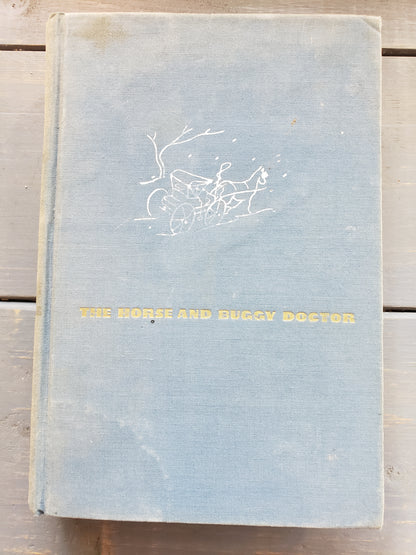 THE HORSE AND BUGGY DOCTOR